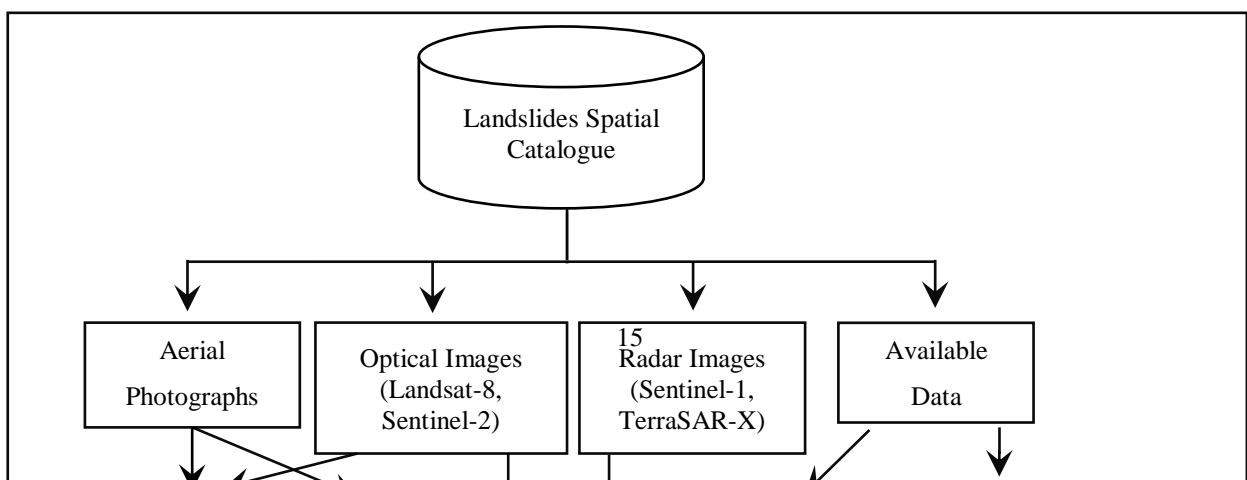 Landslides Spatial
Catalogue
Aerial
Photographs
Optical Images
(Landsat-8,
Sentinel-2)
15
Radar Images
(Sentinel-1,
TerraSAR-X)
Available
Data